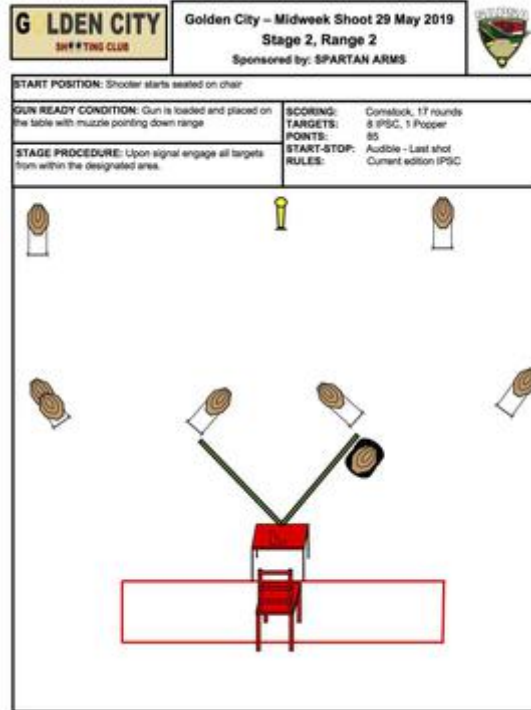 G LDEN CITY
SH**TING CLUB
Golden City – Midweek Shoot 29 May 2019
Stage 2, Range 2
Sponsored by: SPARTAN ARMS
START POSITION: Shooter starts seated on chair
GUN READY CONDITION: Gun is loaded and placed on
the table with muzzle pointing down range
STAGE PROCEDURE: Upon signal engage all targets
from within the designated area.
SCORING: Comstock, 17 rounds
TARGETS: 8 IPSC, 1 Popper
POINTS: 85
START-STOP: Audible - Last shot
RULES: Current edition IPSC